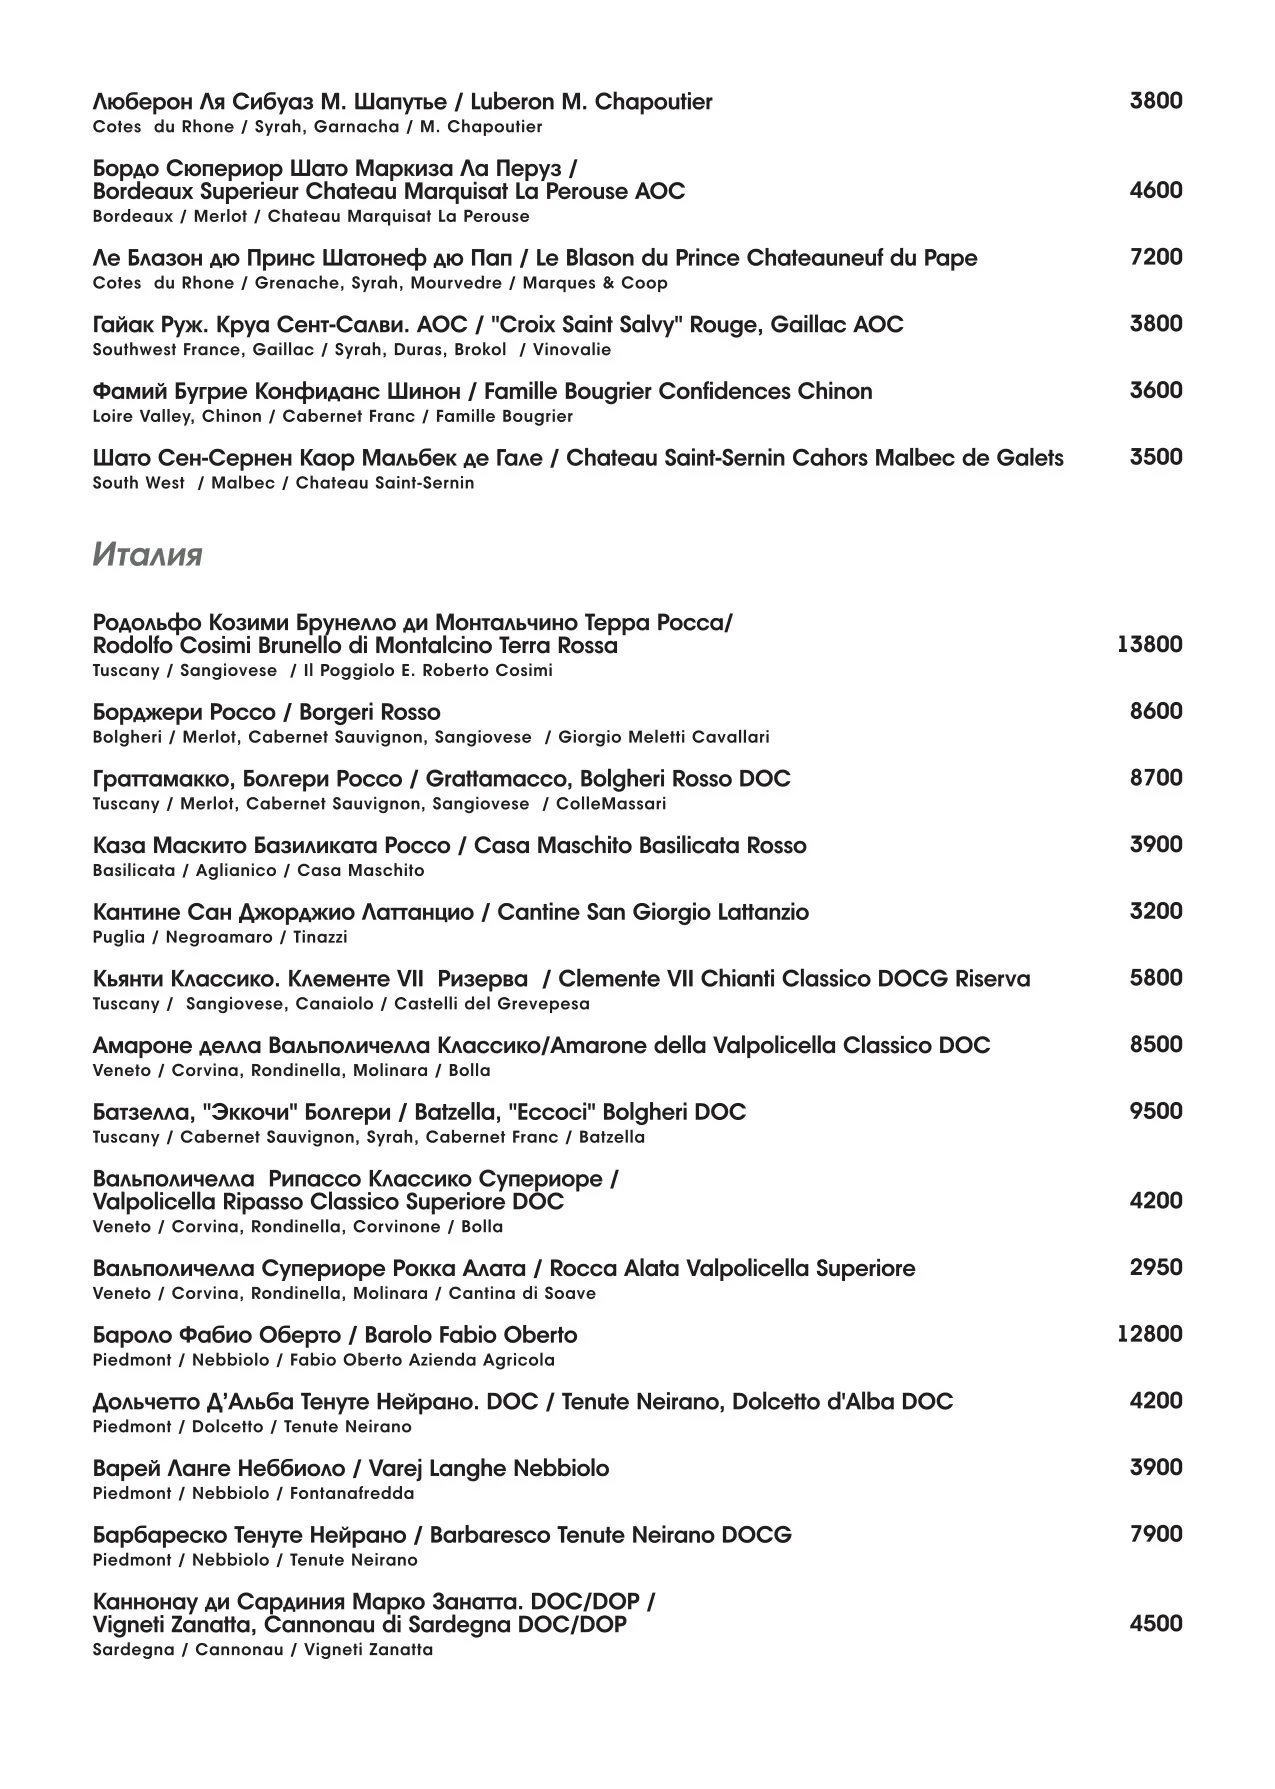 Люберон Ля Сибуаз М. Шапутье / Luberon M. Chapoutier 3800
Cotes du Rhone / Syrah, Garnacha / M. Chapoutier
Бордо Сюпериор Шато Маркиза Ла Перуз /
Bordeaux Superieur Chateau Marquisat La Perouse AOC 4600
Bordeaux / Merlot / Chateau Marquisat La Perouse
Ле Блазон дю Принс Шатонеф дю Пап / Le Blason du Prince Chateauneuf du Pape 7200
Cotes du Rhone / Grenache, Syrah, Mourvedre / Marques & Coop
Гайак Руж. Круа Сент-Салви. АОС / "Croix Saint Salvy" Rouge, Gaillac AOC 3800
Southwest France, Gaillac / Syrah, Duras, Brokol / Vinovalie
Фамий Бугрие Конфиданс Шинон / Famille Bougrier Confidences Chinon 3600
Loire Valley, Chinon / Cabernet Franc / Famille Bougrier
Шато Сен-Сернен Каор Мальбек де Гале / Chateau Saint-Sernin Cahors Malbec de Galets 3500
South West / Malbec / Chateau Saint-Sernin
Италия
Родольфо Козими Брунелло ди Монтальчино Терра Росса/
Rodolfo Cosimi Brunello di Montalcino Terra Rossa 13800
Tuscany / Sangiovese / Il Poggiolo E. Roberto Cosimi
Борджери Россо / Borgeri Rosso 8600
Bolgheri / Merlot, Cabernet Sauvignon, Sangiovese / Giorgio Meletti Cavallari
Граттамакко, Болгери Россо / Grattamacco, Bolgheri Rosso DOC 8700
Tuscany / Merlot, Cabernet Sauvignon, Sangiovese / ColleMassari
Каза Маскито Базиликата Россо / Casa Maschito Basilicata Rosso 3900
Basilicata / Aglianico / Casa Maschito
Кантине Сан Джорджио Латтанцио / Cantine San Giorgio Lattanzio 3200
Puglia / Negroamaro / Tinazzi
Кьянти Классико. Клементе VII Ризерва / Clemente VII Chianti Classico DOCG Riserva 5800
Tuscany / Sangiovese, Canaiolo / Castelli del Grevepesa
Амароне делла Вальполичелла Классико/Amarone della Valpolicella Classico DOC 8500
Veneto / Corvina, Rondinella, Molinara / Bolla
Батзелла, "Эккочи" Болгери / Batzella, "Eccoci" Bolgheri DOC 9500
Tuscany / Cabernet Sauvignon, Syrah, Cabernet Franc / Batzella
Вальполичелла Рипассо Классико Супериоре /
Valpolicella Ripasso Classico Superiore DOC 4200
Veneto / Corvina, Rondinella, Corvinone / Bolla
Вальполичелла Супериоре Рокка Алата / Rocca Alata Valpolicella Superiore 2950
Veneto / Corvina, Rondinella, Molinara / Cantina di Soave
Бароло Фабио Оберто / Barolo Fabio Oberto 12800
Piedmont / Nebbiolo / Fabio Oberto Azienda Agricola
Дольчетто Д’Альба Тенуте Нейрано. DOC / Tenute Neirano, Dolcetto d'Alba DOC 4200
Piedmont / Dolcetto / Tenute Neirano
Варей Ланге Неббиоло / Varej Langhe Nebbiolo 3900
Piedmont / Nebbiolo / Fontanafredda
Барбареско Тенуте Нейрано / Barbaresco Tenute Neirano DOCG 7900
Piedmont / Nebbiolo / Tenute Neirano
Каннонау ди Сардиния Марко Занатта. DOC/DOP /
Vigneti Zanatta, Cannonau di Sardegna DOC/DOP 4500
Sardegna / Cannonau / Vigneti Zanatta